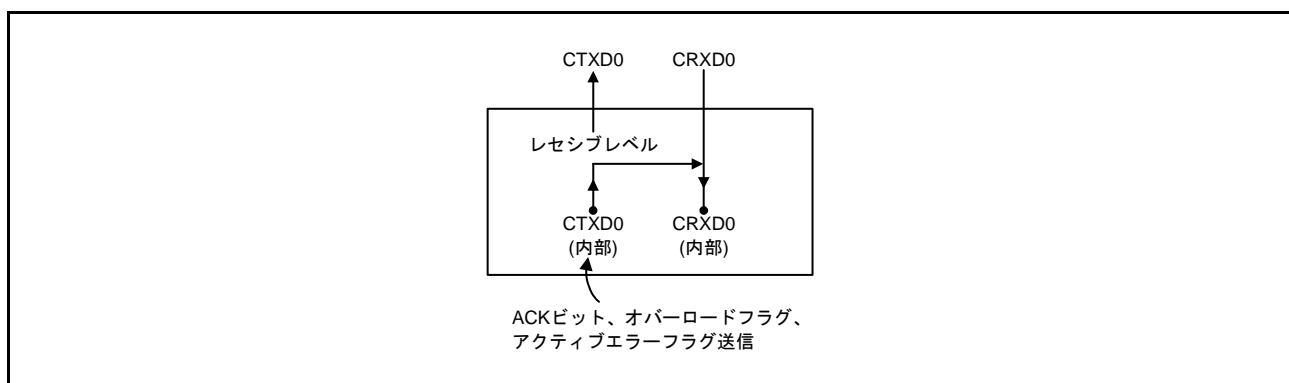 CTXD0 CRXD0
レセシブレベル
CTXD0 CRXD0
(内部) (内部)
ACKビット、オーバーロードフラグ、
アクティブエラーフラグ送信